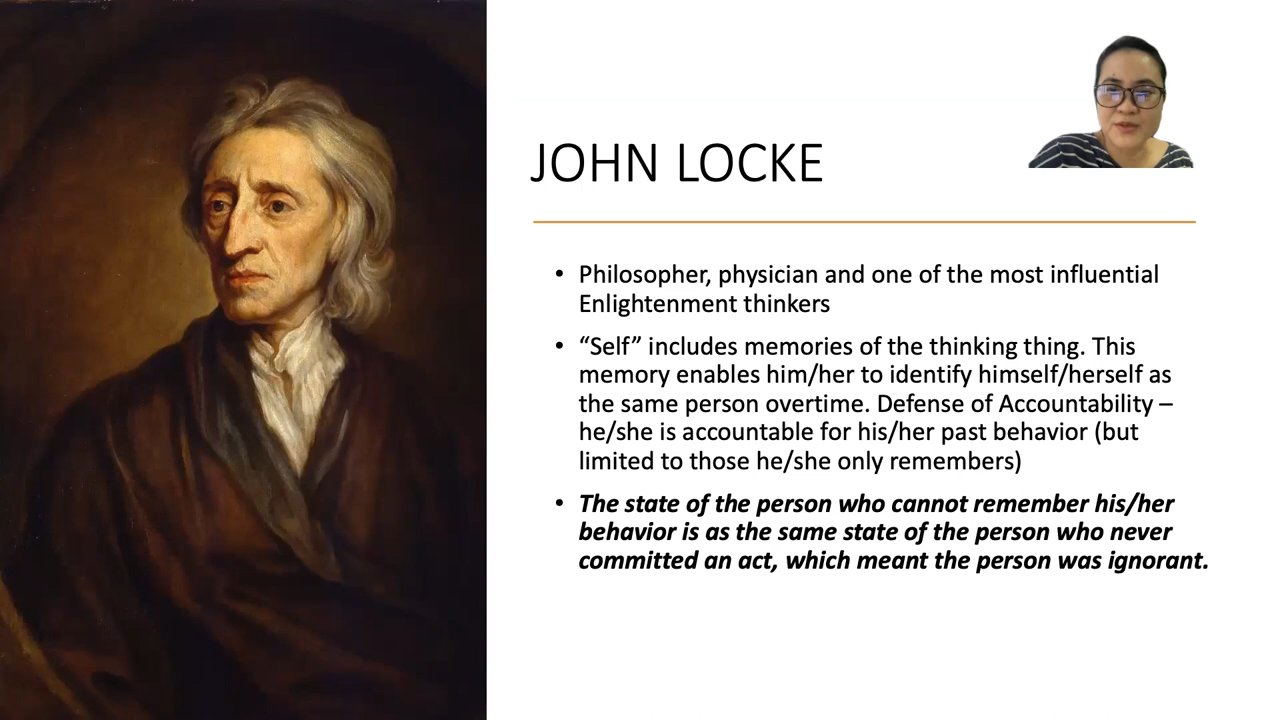 JOHN LOCKE
• Philosopher, physician and one of the most influential
Enlightenment thinkers
• “Self” includes memories of the thinking thing. This
memory enables him/her to identify himself/herself as
the same person overtime. Defense of Accountability –
he/she is accountable for his/her past behavior (but
limited to those he/she only remembers)
• The state of the person who cannot remember his/her
behavior is as the same state of the person who never
committed an act, which meant the person was ignorant.